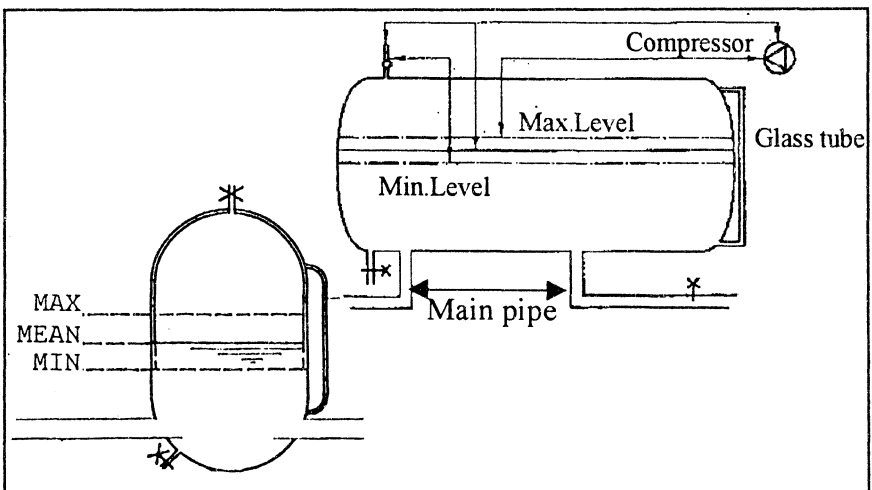 Compressor
Max.Level
Glass tube
Min.Level
Main pipe
MAX
MEAN
MIN